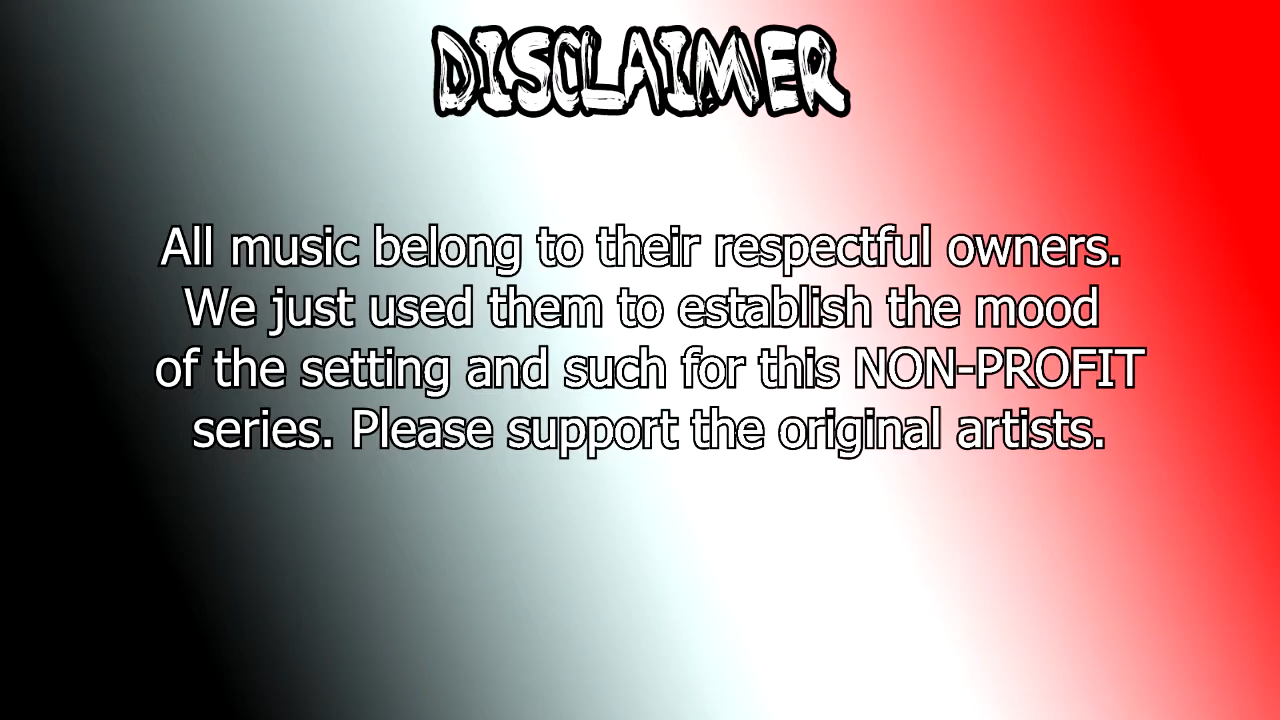 DISCLAIMER
All music belong to their respectful owners.
We just used them to establish the mood
of the setting and such for this NON-PROFIT
series. Please support the original artists.